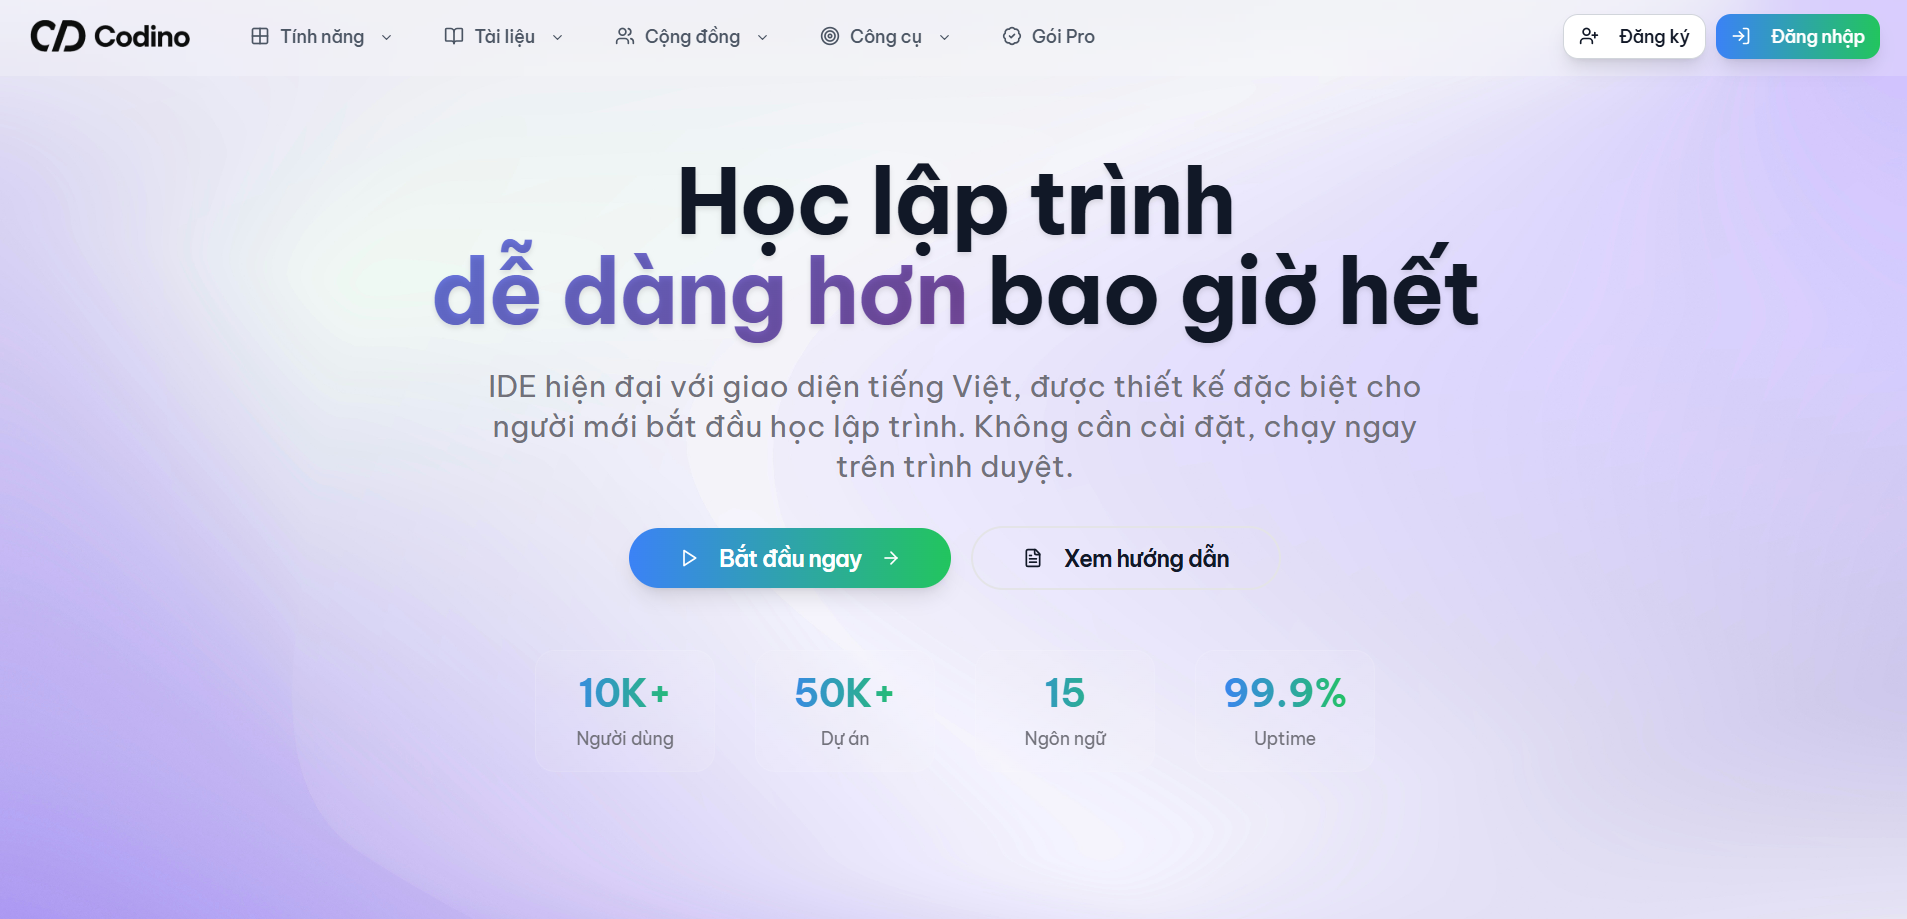 Codino
Tính năng
Tài liệu
Cộng đồng
Công cụ
Gói Pro
Đăng ký
Đăng nhập
Học lập trình
dễ dàng hơn bao giờ hết
IDE hiện đại với giao diện tiếng Việt, được thiết kế đặc biệt cho
người mới bắt đầu học lập trình. Không cần cài đặt, chạy ngay
trên trình duyệt.
Bắt đầu ngay
Xem hướng dẫn
10K+
Người dùng
50K+
Dự án
15
Ngôn ngữ
99.9%
Uptime